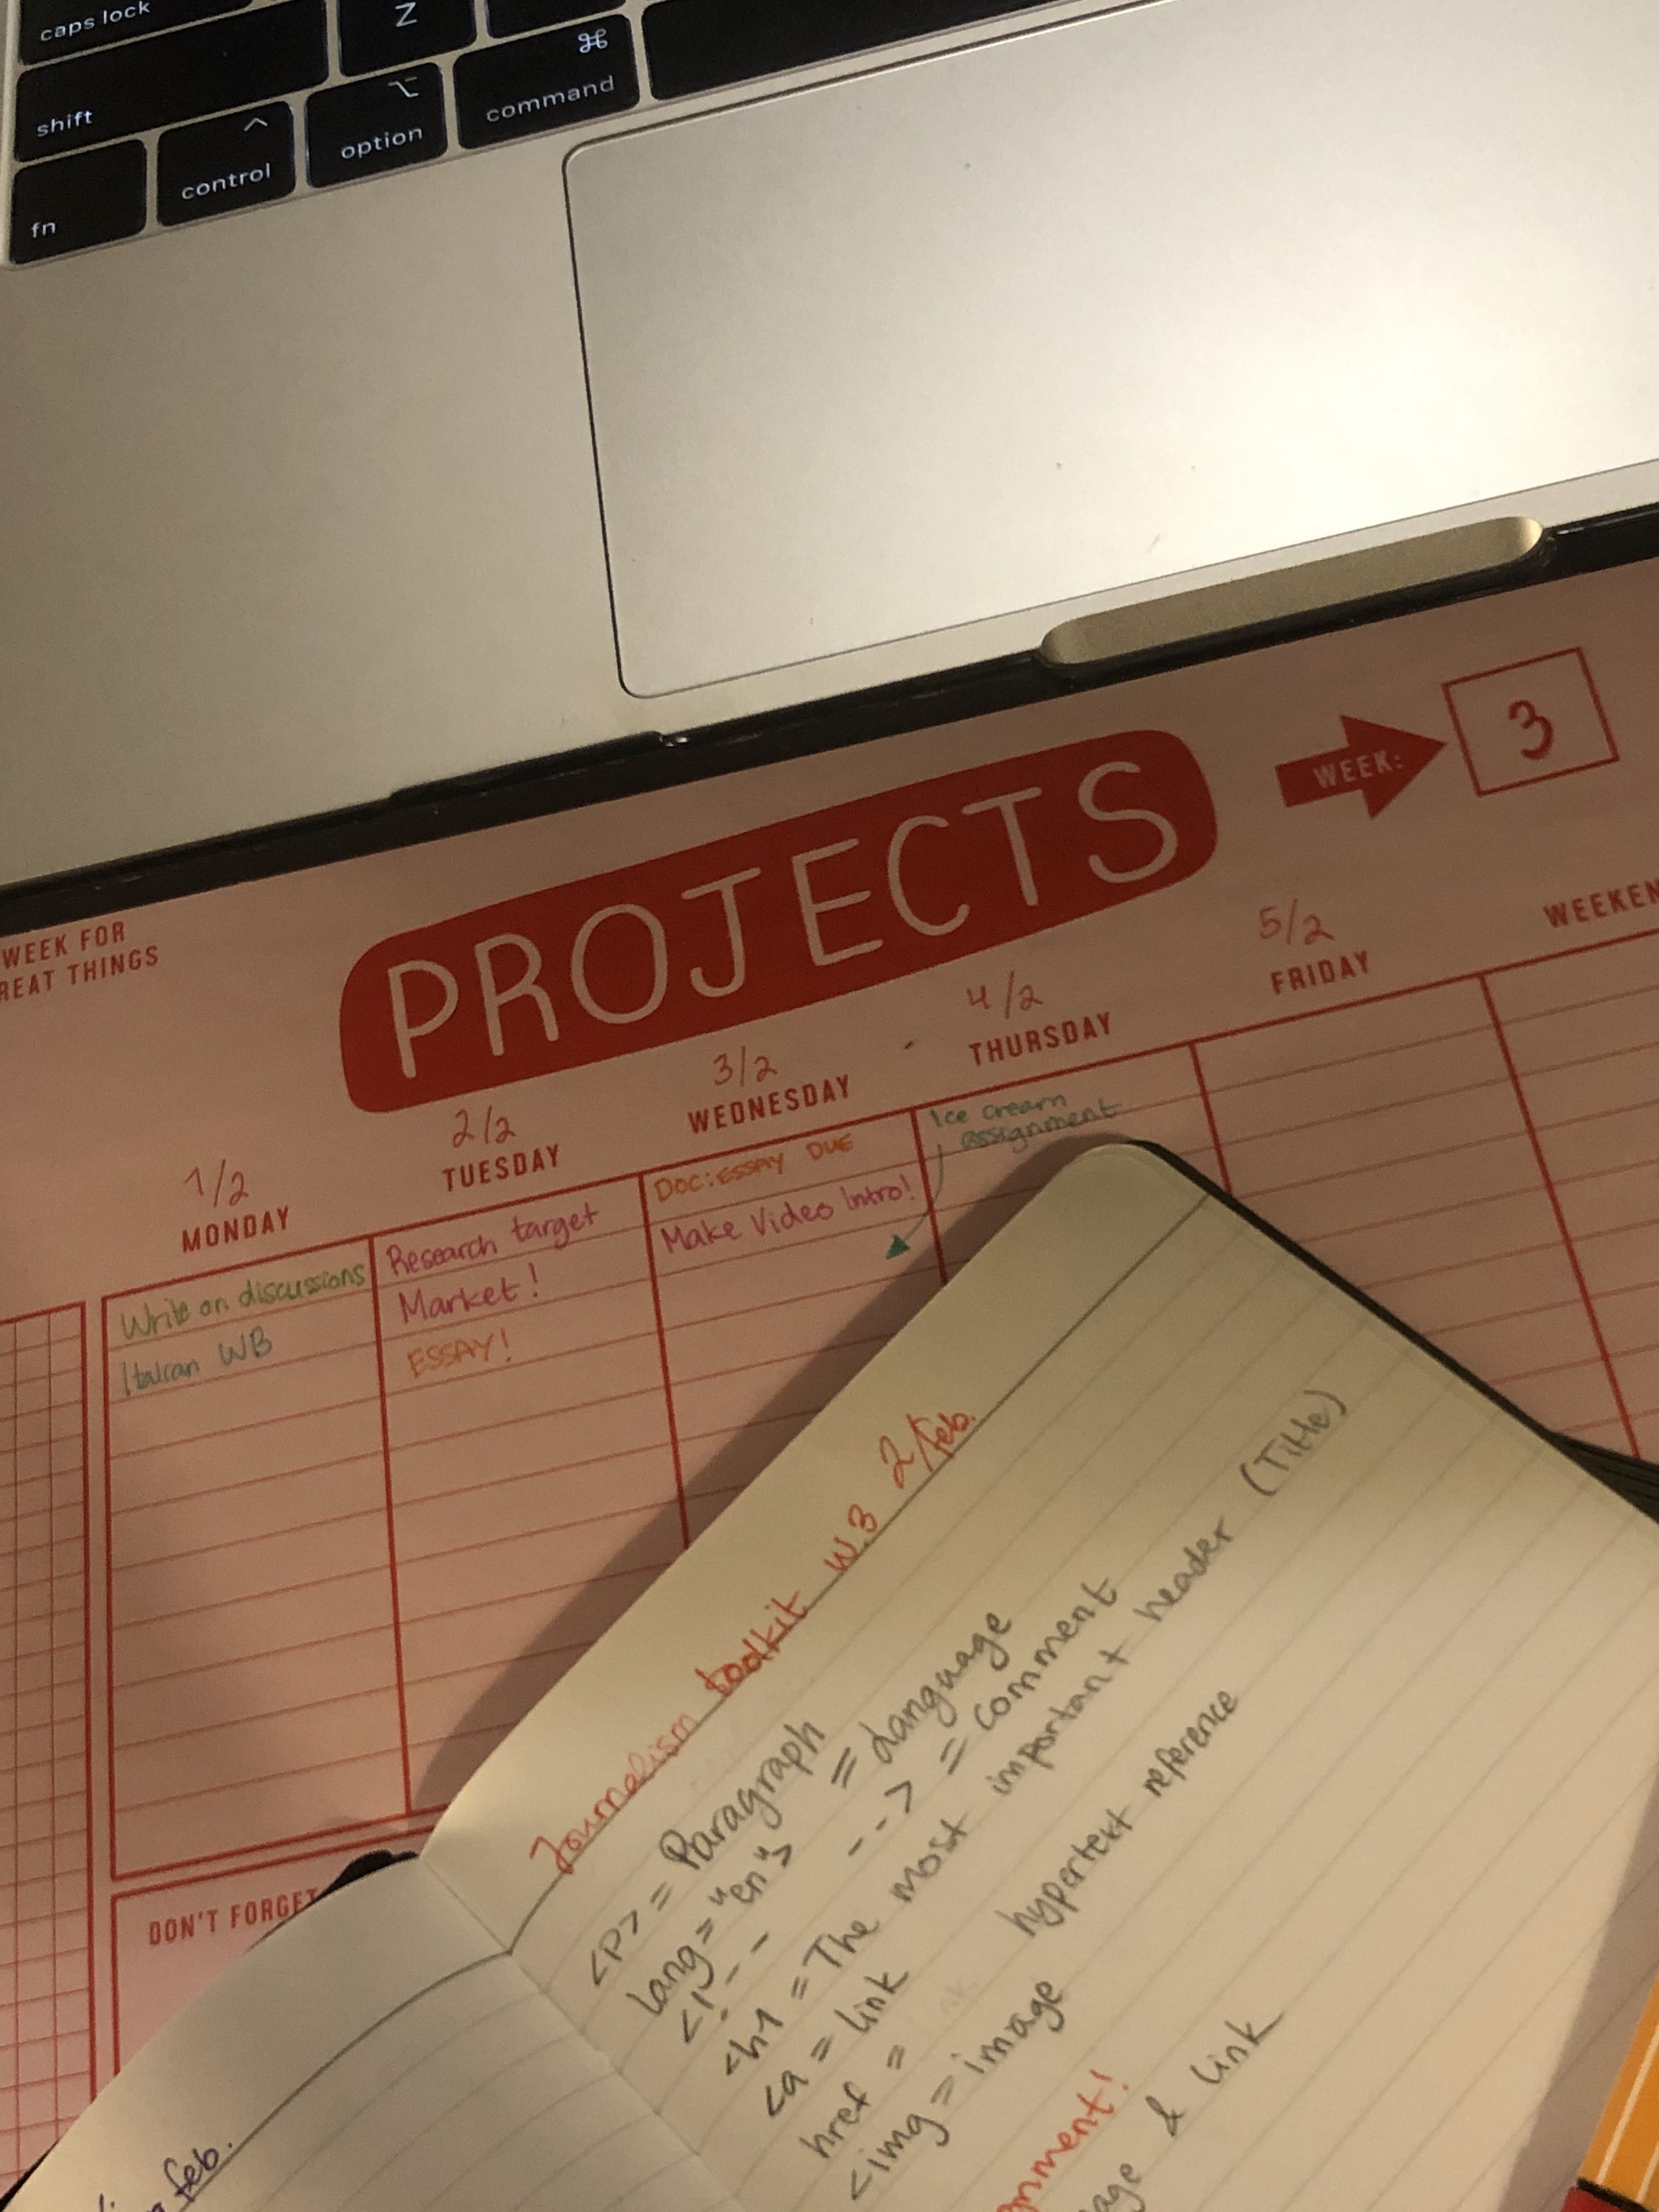 caps lock
Z
shift
⌘
command
⌥
option
^
control
fn
WEEK FOR
REAT THINGS
PROJECTS
WEEK:
3
1/2
MONDAY
2/2
TUESDAY
3/2
WEDNESDAY
4/2
THURSDAY
5/2
FRIDAY
WEEKEN
Write on discussions
Italian WB
Research target
Market!
ESSAY!
DOC: ESSAY DUE
Make Video Intro!
Ice cream
assignment
DON'T FORGET
Journalism toolkit W.3 2/feb.
<P> = Paragraph
lang="en"> = Language
<!-- --> = Comment
<h1 = The most important header (Title)
<a = link
href = hypertext reference
<img = image
nment!
age & link
feb.